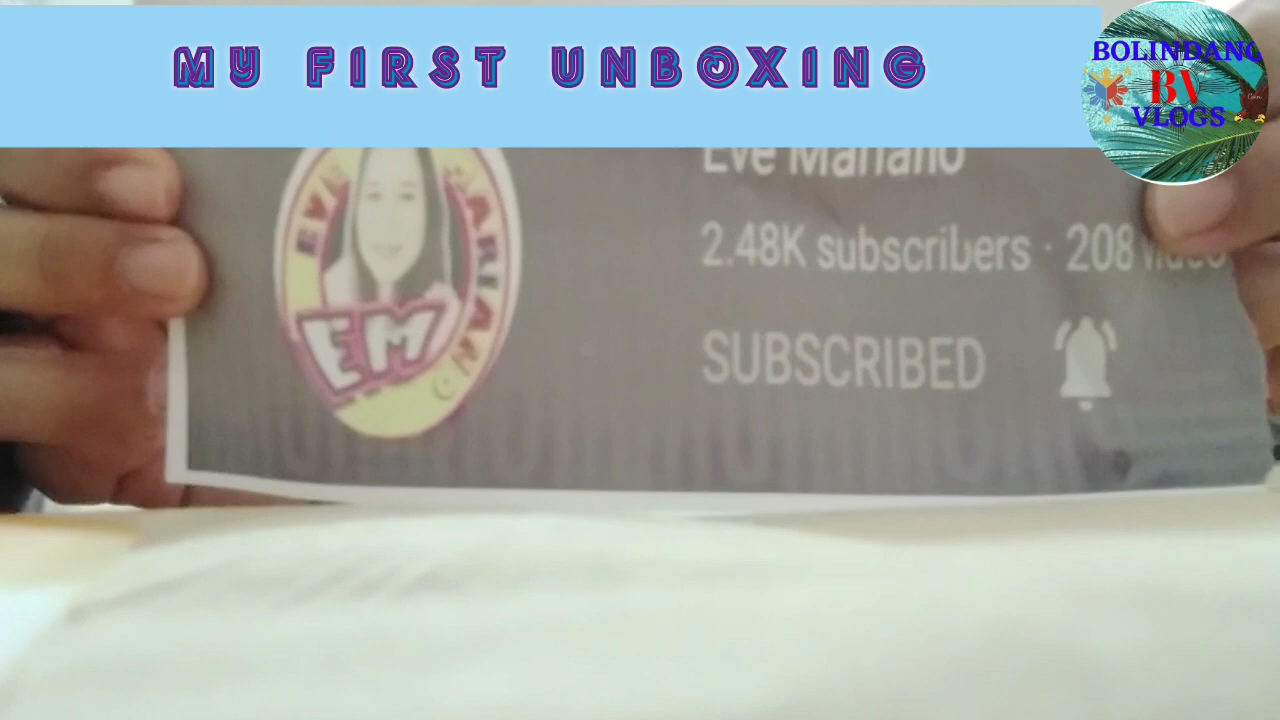 MY FIRST UNBOXING
BOLINDANG
BV
VLOGS
Eve Mariano
2.48K subscribers · 208
SUBSCRIBED
EM